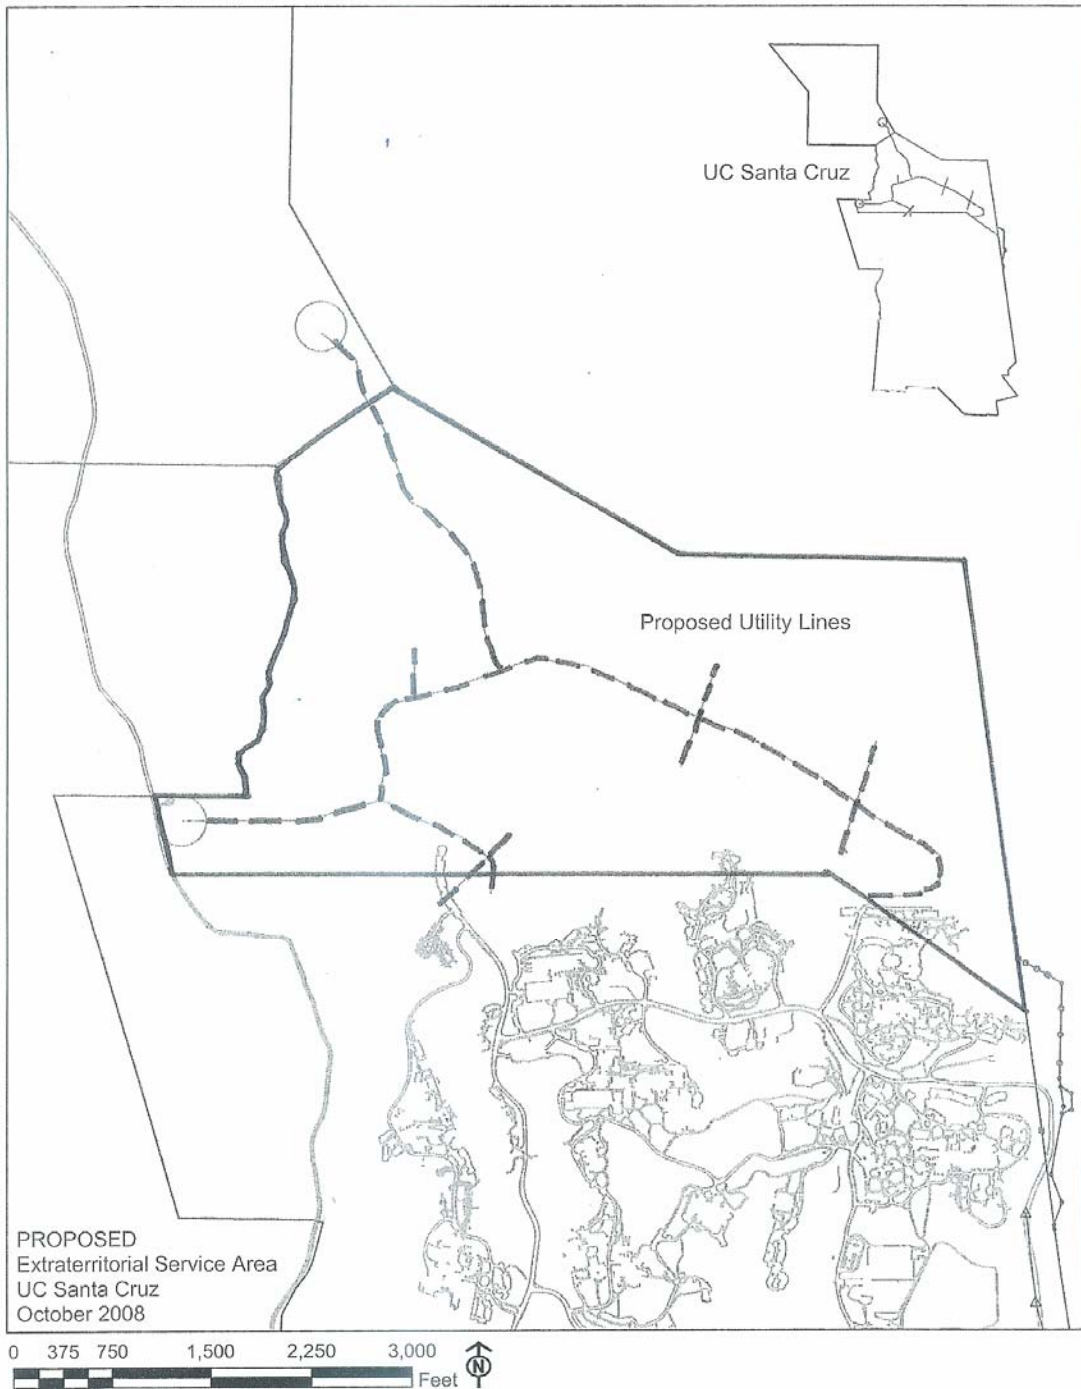 UC Santa Cruz
Proposed Utility Lines
PROPOSED
Extraterritorial Service Area
UC Santa Cruz
October 2008
0 375 750 1,500 2,250 3,000
Feet N